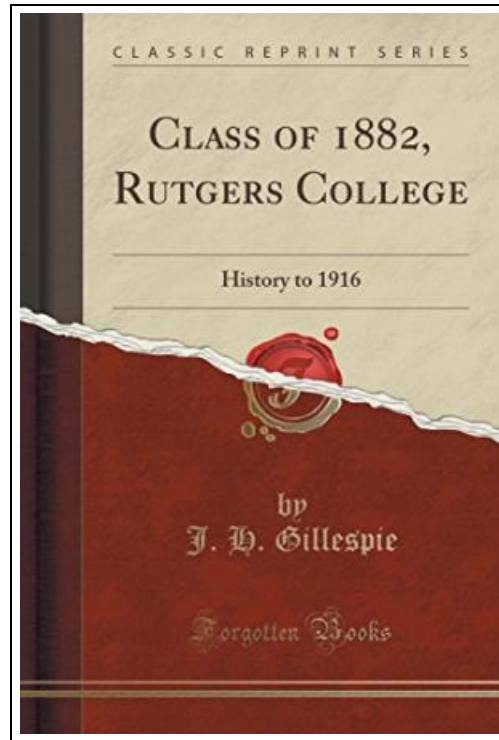 CLASSIC REPRINT SERIES
CLASS OF 1882,
RUTGERS COLLEGE
History to 1916
by
J. H. Gillespie
Forgotten Books